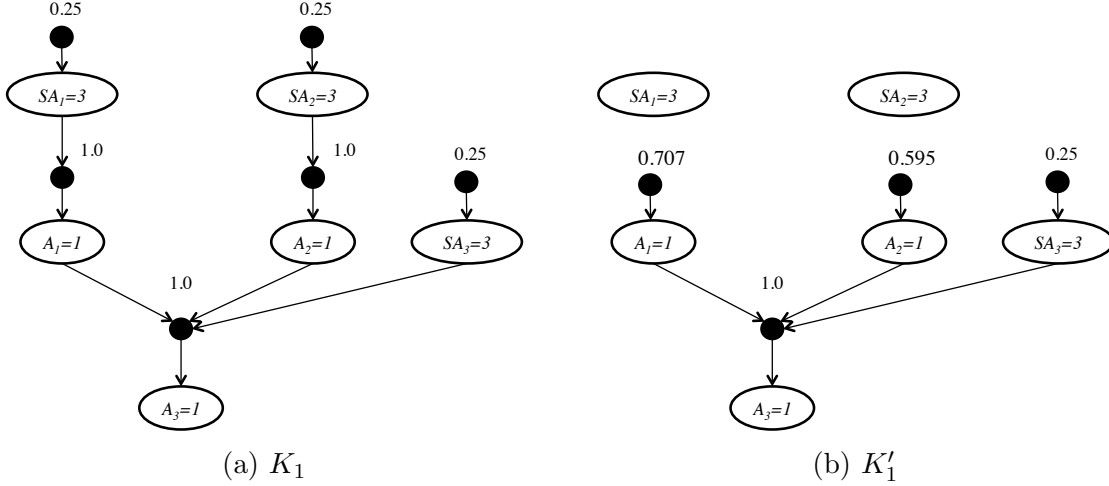 0.25 0.25
SA₁=3 SA₂=3 SA₁=3 SA₂=3
1.0 1.0 0.25 0.707 0.595 0.25
A₁=1 A₂=1 SA₃=3 A₁=1 A₂=1 SA₃=3
1.0 1.0
A₃=1 A₃=1
(a) K₁ (b) K′₁